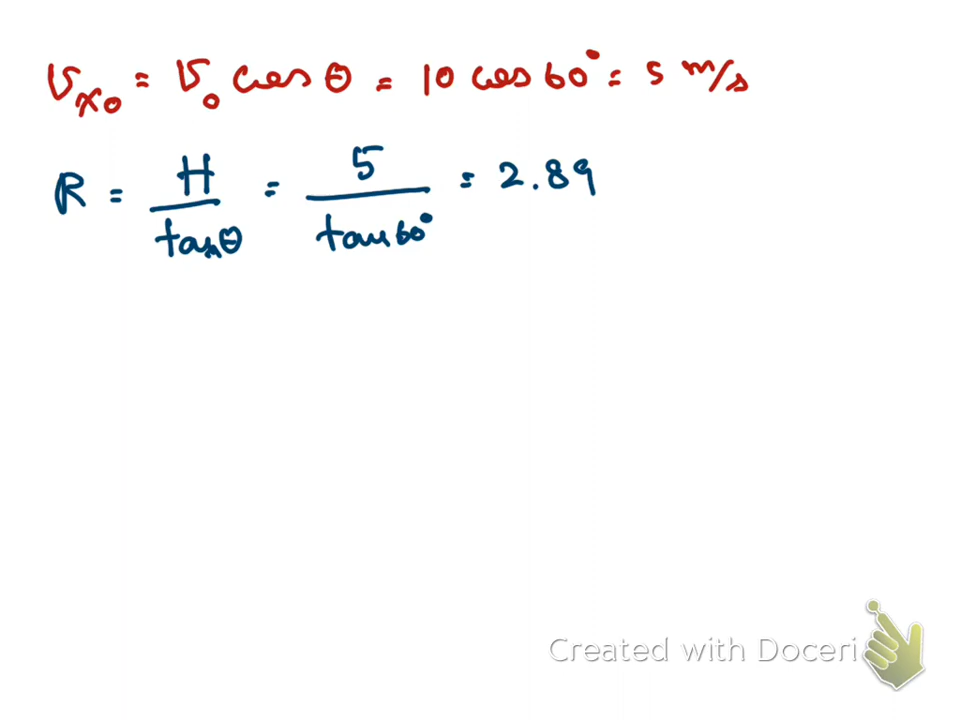 V_x0 = V_0 cos θ = 10 cos 60° = 5 m/s
R = H / tan θ = 5 / tan 60° = 2.89
Created with Doceri